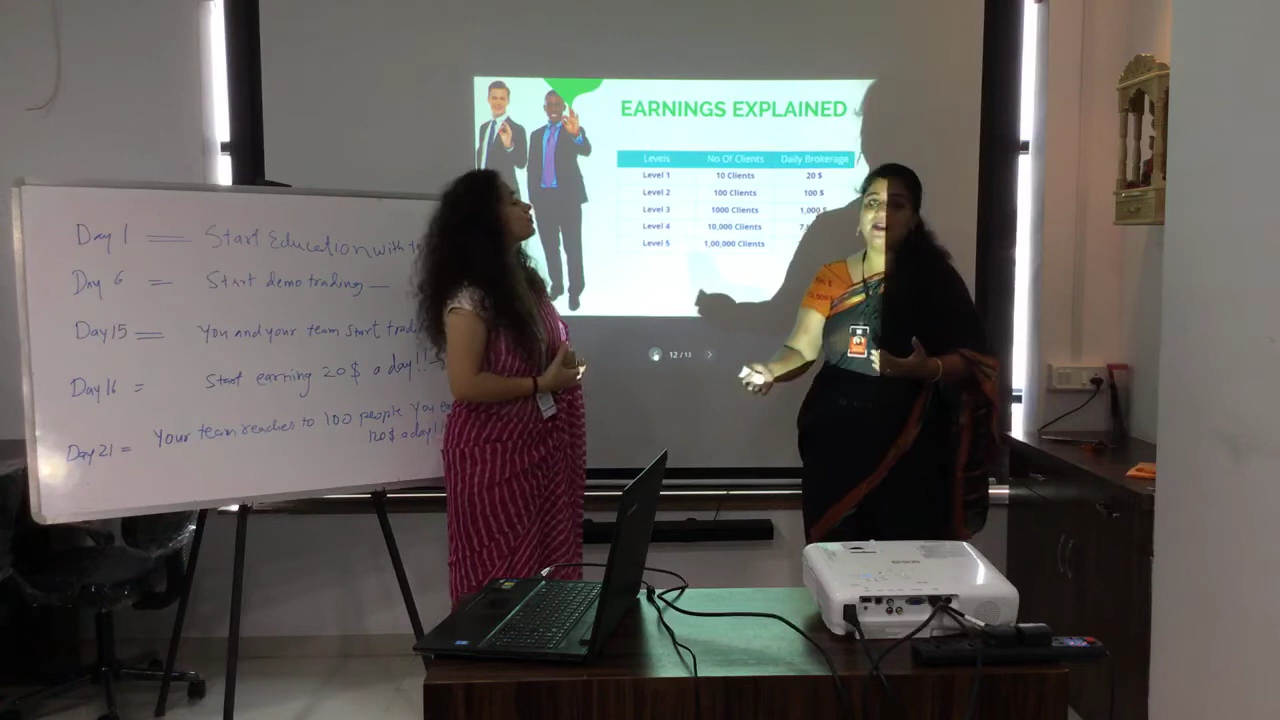 Day 1 = Start Education with
Day 6 = Start demo trading
Day 15 = You and your team start
Day 16 = Start earning 20$ a day!!
Day 21 = Your team reaches to 100 people You
120$ a day!!
EARNINGS EXPLAINED
Levels No Of Clients Daily Brokerage
Level 1 10 Clients 20 $
Level 2 100 Clients 100 $
Level 3 1000 Clients 1,000 $
Level 4 10,000 Clients
Level 5 1,00,000 Clients
12 / 13
EPSON